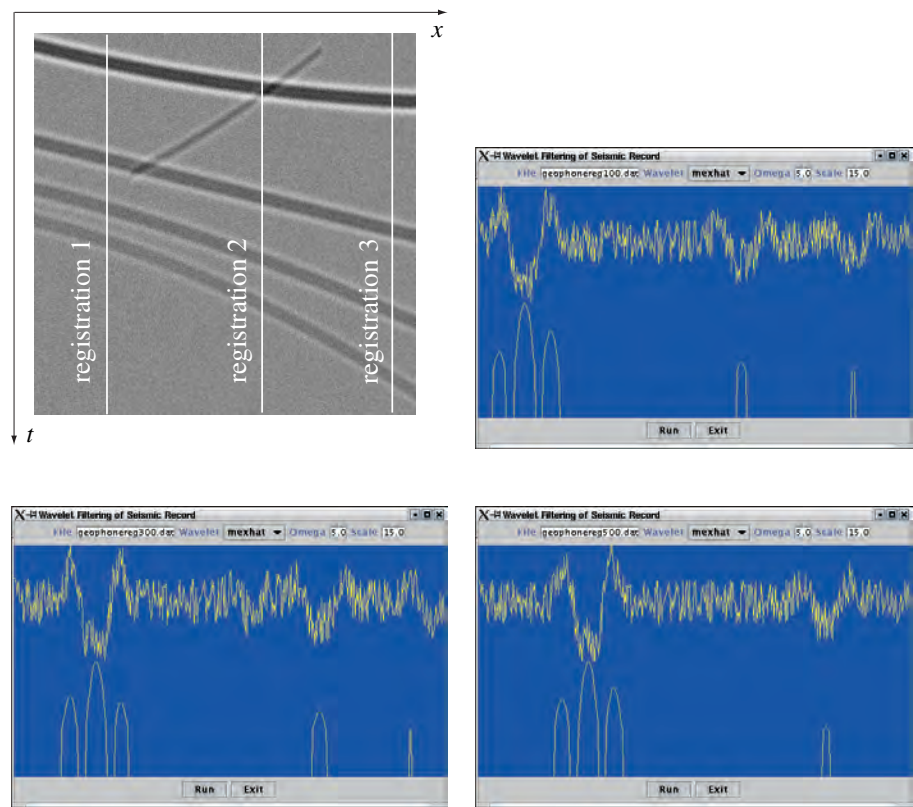 x
registration 1
registration 2
registration 3
t
X-Wavelet Filtering of Seismic Record
File geophonereg100.dat Wavelet mexhat Omega 5.0 Scale 15.0
Run Exit
X-Wavelet Filtering of Seismic Record
File geophonereg300.dat Wavelet mexhat Omega 5.0 Scale 15.0
Run Exit
X-Wavelet Filtering of Seismic Record
File geophonereg500.dat Wavelet mexhat Omega 5.0 Scale 15.0
Run Exit